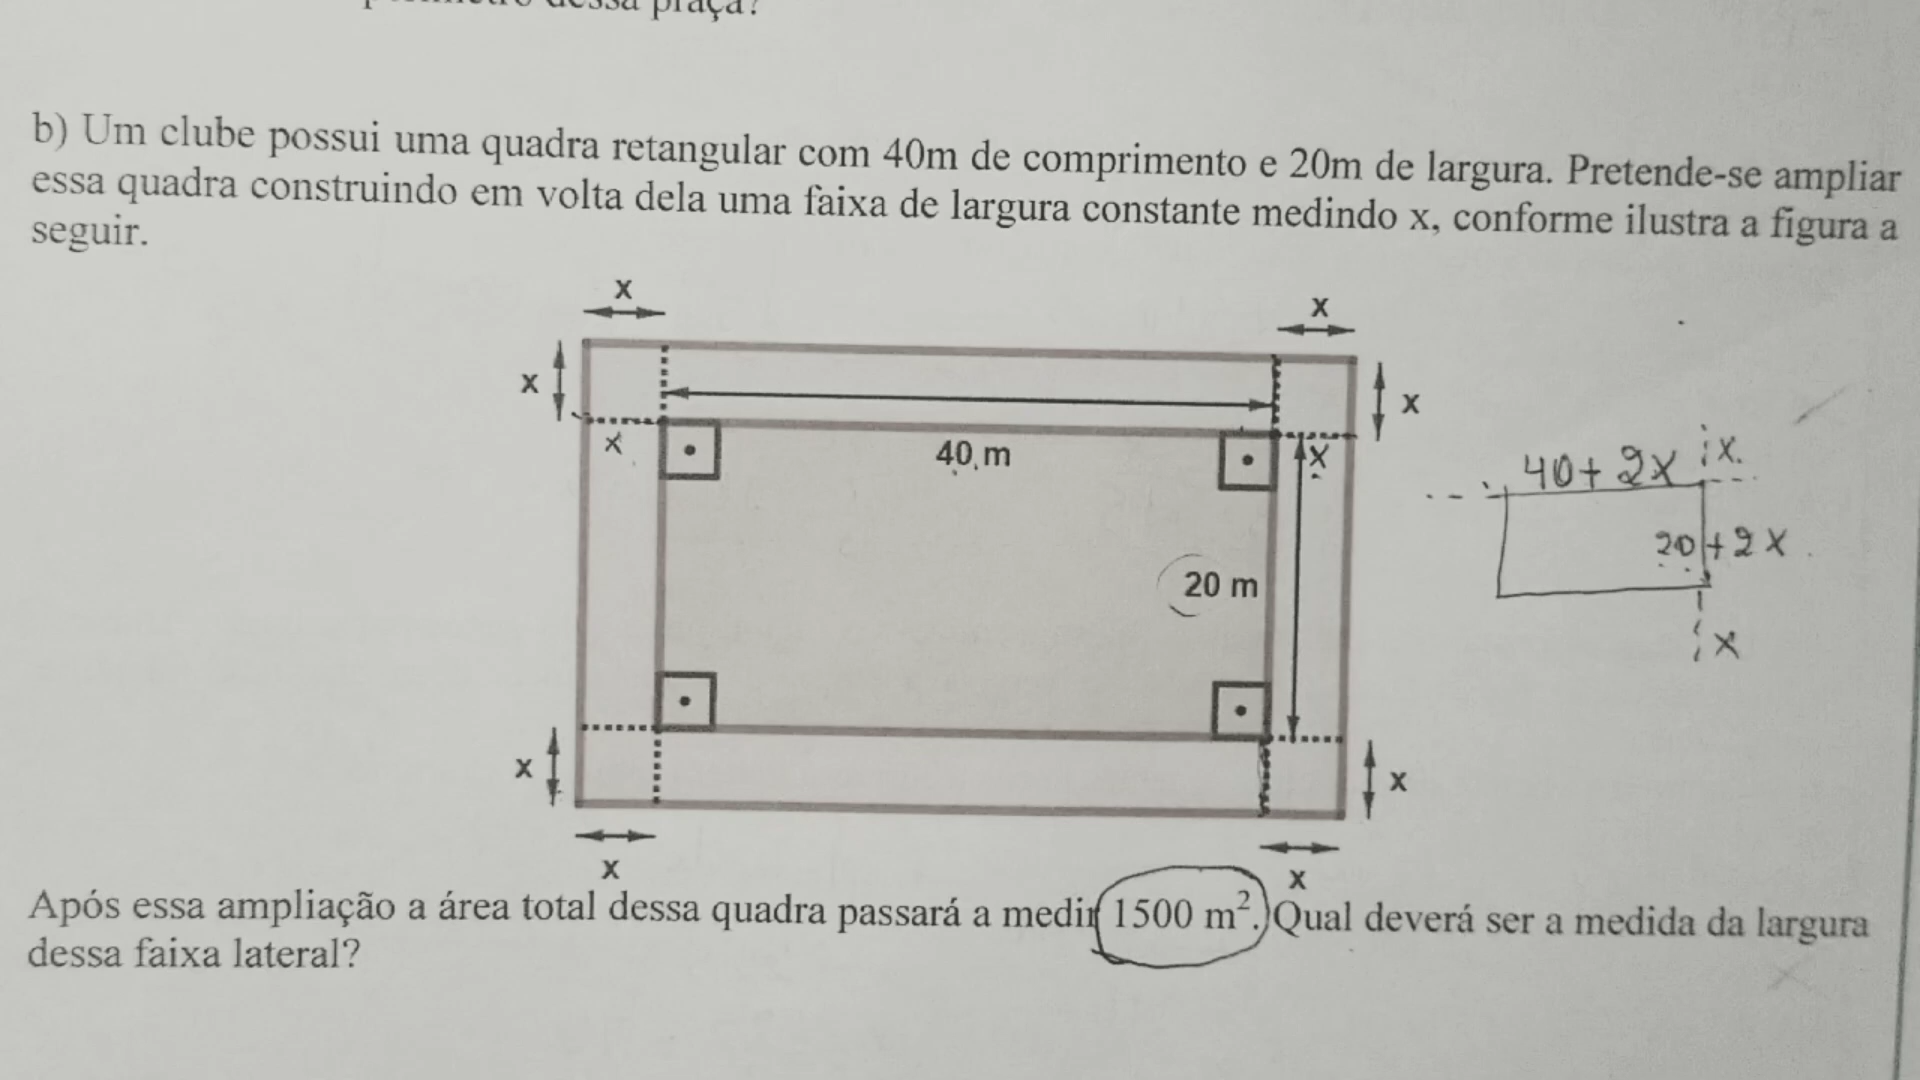 dessa praça?
b) Um clube possui uma quadra retangular com 40m de comprimento e 20m de largura. Pretende-se ampliar
essa quadra construindo em volta dela uma faixa de largura constante medindo x, conforme ilustra a figura a
seguir.
x
x
x
x
x
40 m
x
40 + 2x
x.
20 m
20 + 2x
x
x
x
x
x
Após essa ampliação a área total dessa quadra passará a medir 1500 m². Qual deverá ser a medida da largura
dessa faixa lateral?